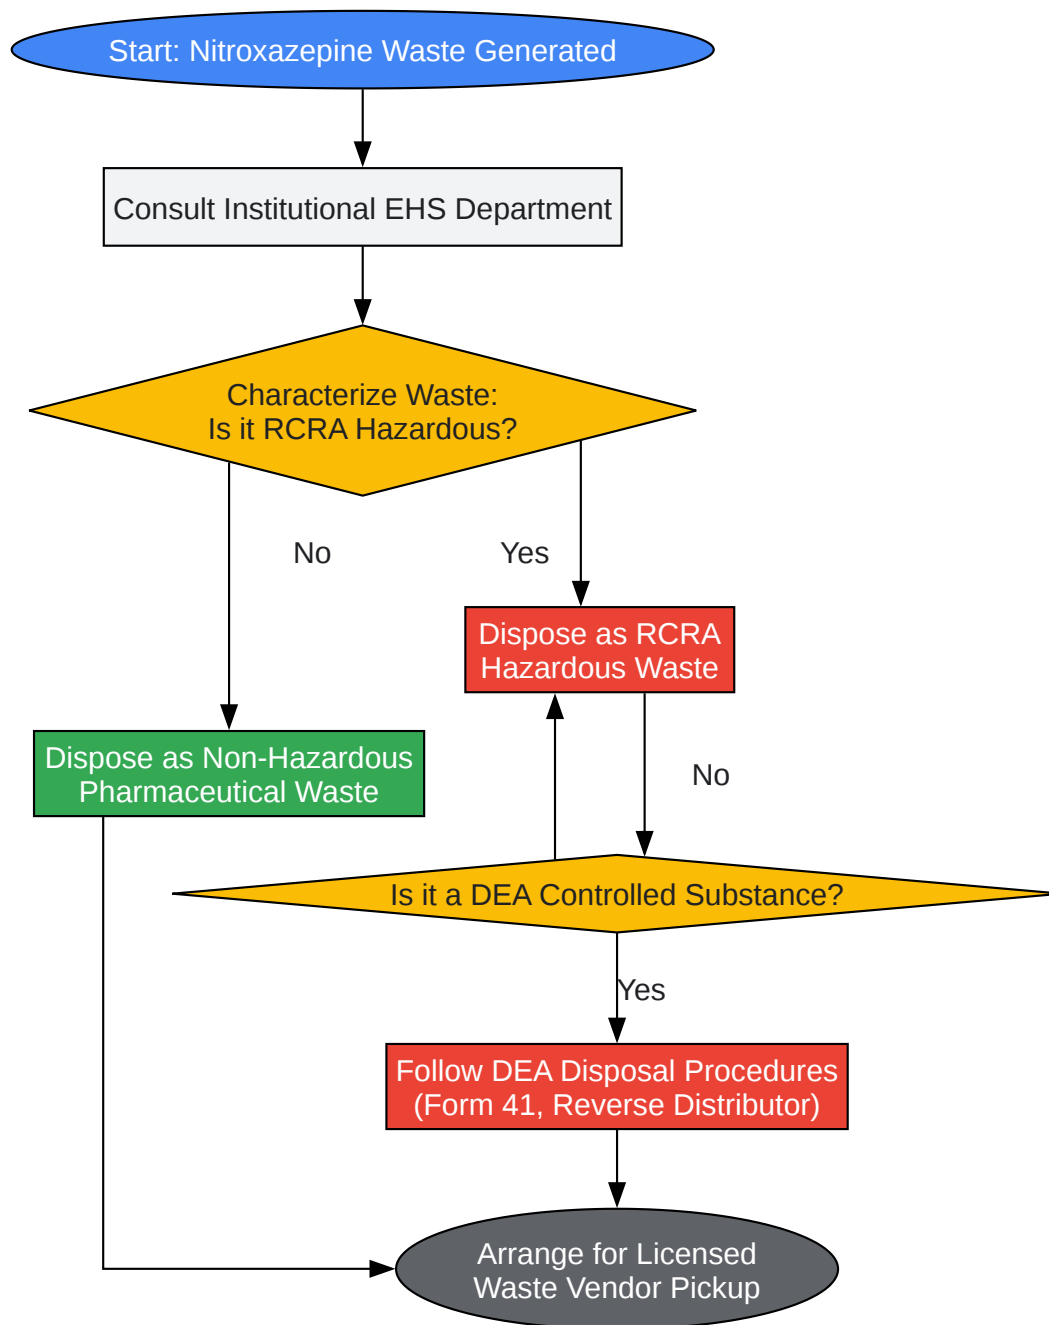 Start: Nitroxazepine Waste Generated
Consult Institutional EHS Department
Characterize Waste:
Is it RCRA Hazardous?
No
Yes
Dispose as RCRA
Hazardous Waste
Dispose as Non-Hazardous
Pharmaceutical Waste
No
Is it a DEA Controlled Substance?
Yes
Follow DEA Disposal Procedures
(Form 41, Reverse Distributor)
Arrange for Licensed
Waste Vendor Pickup